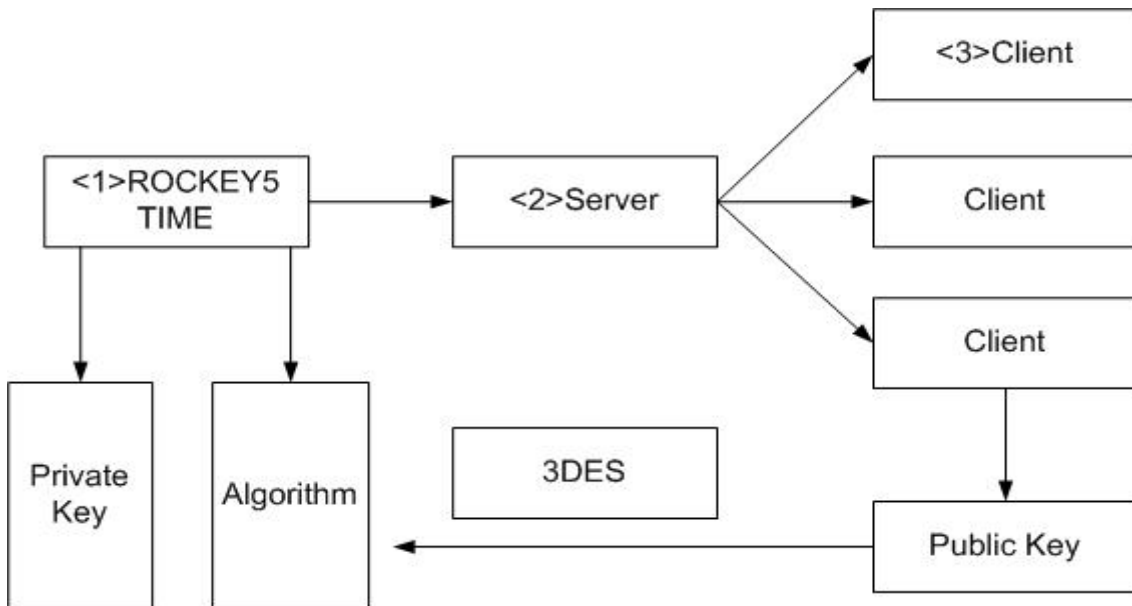 <3>Client
<1>ROCKEY5
TIME
<2>Server
Client
Client
Private
Key
Algorithm
3DES
Public Key